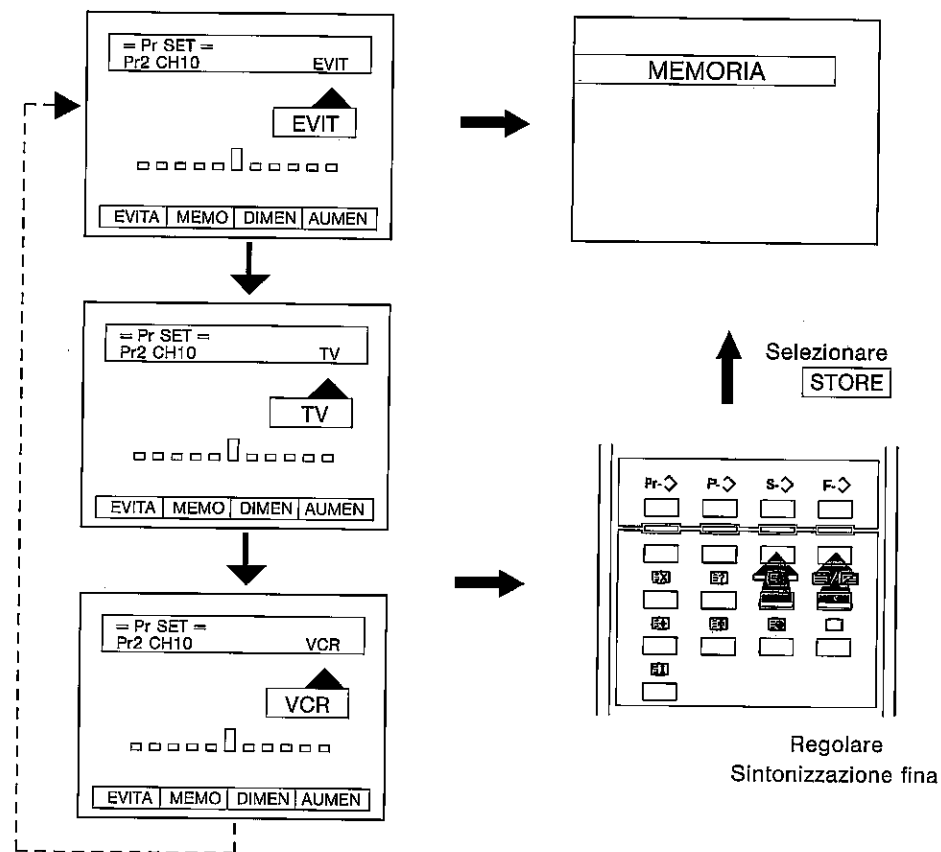 = Pr SET =
Pr2 CH10 EVIT
EVIT
EVITA MEMO DIMEN AUMEN
MEMORIA
= Pr SET =
Pr2 CH10 TV
TV
EVITA MEMO DIMEN AUMEN
Selezionare
STORE
= Pr SET =
Pr2 CH10 VCR
VCR
EVITA MEMO DIMEN AUMEN
Pr- P- S- F-
Regolare
Sintonizzazione fina